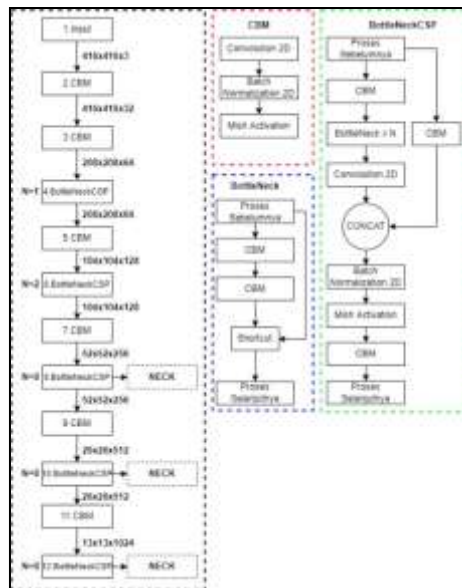 1.Input
416x416x3
2.CBM
416x416x32
3.CBM
208x208x64
N=1
4.BottleNeckCSP
208x208x64
5.CBM
104x104x128
N=2
6.BottleNeckCSP
104x104x128
7.CBM
52x52x256
8.BottleNeckCSP
NECK
52x52x256
9.CBM
26x26x512
10.BottleNeckCSP
NECK
26x26x512
11.CBM
13x13x1024
12.BottleNeckCSP
NECK
CBM
Convolution 2D
Batch
Normalization 2D
Mish Activation
BottleNeck
Proses
Sebelumnya
CBM
CBM
Shortcut
Proses
Selanjutnya
BottleNeckCSP
Proses
Sebelumnya
CBM
BottleNeck x N
CBM
Convolution 2D
CONCAT
Batch
Normalization 2D
Mish Activation
CBM
Proses
Selanjutnya